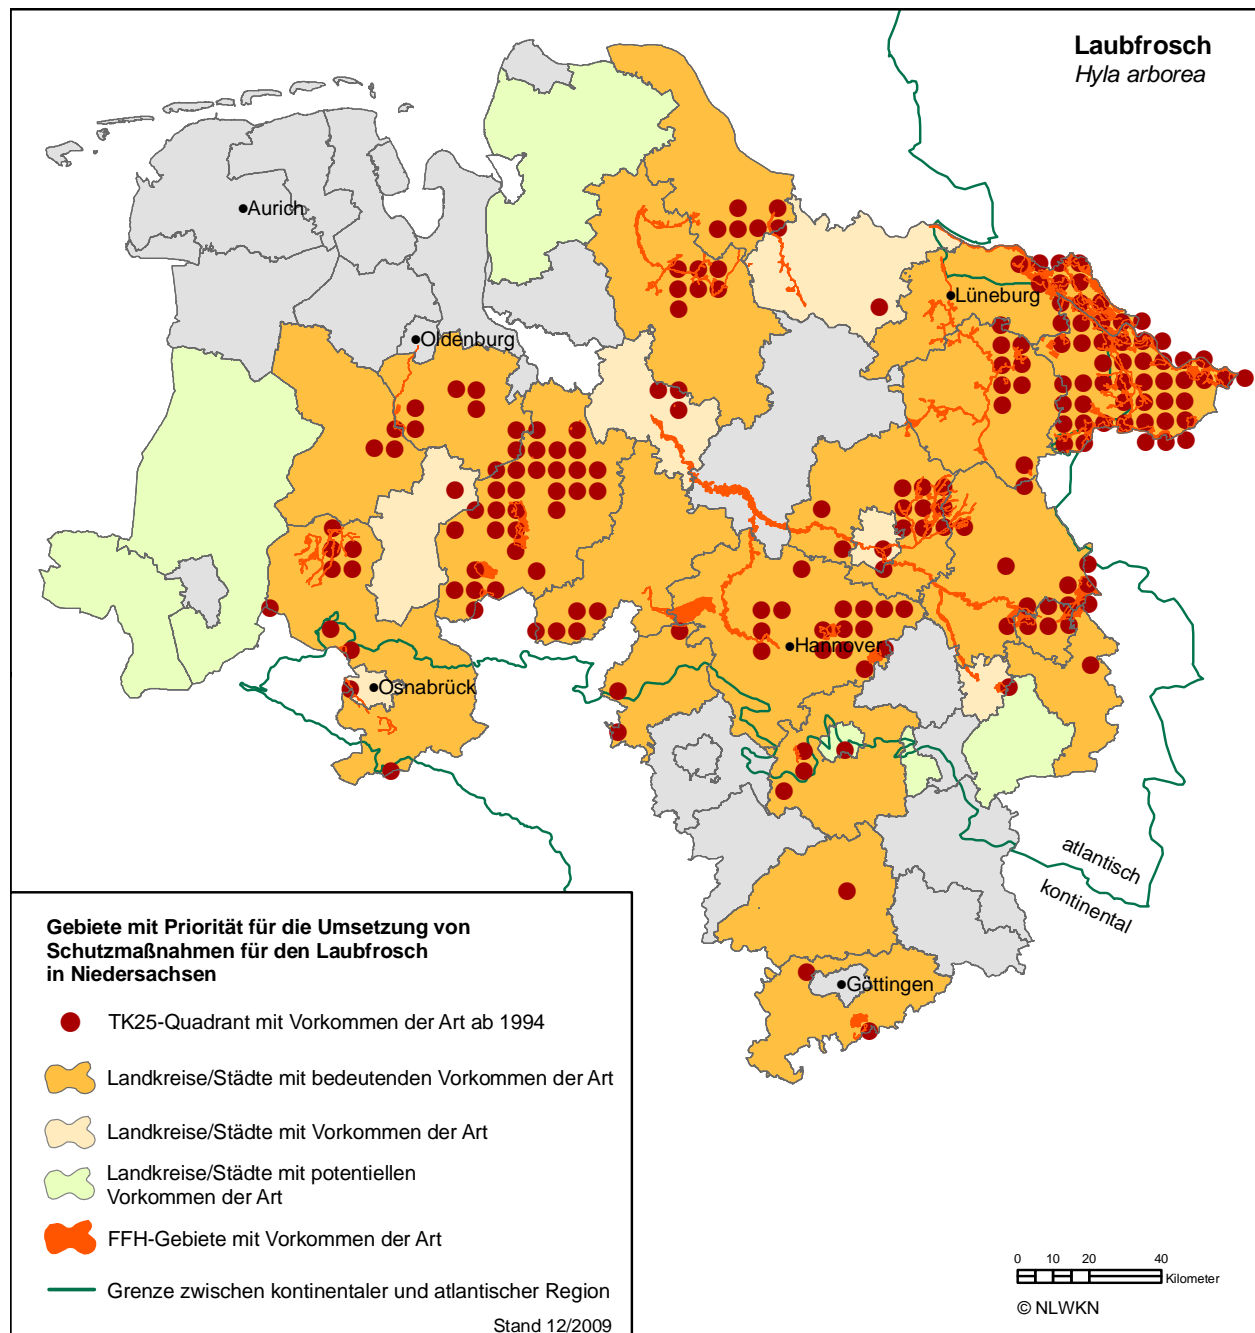 Laubfrosch
Hyla arborea
Aurich
Oldenburg
Lüneburg
Hannover
Osnabrück
Göttingen
atlantisch
kontinental
Gebiete mit Priorität für die Umsetzung von
Schutzmaßnahmen für den Laubfrosch
in Niedersachsen
TK25-Quadrant mit Vorkommen der Art ab 1994
Landkreise/Städte mit bedeutenden Vorkommen der Art
Landkreise/Städte mit Vorkommen der Art
Landkreise/Städte mit potentiellen
Vorkommen der Art
FFH-Gebiete mit Vorkommen der Art
Grenze zwischen kontinentaler und atlantischer Region
Stand 12/2009
0 10 20 40
Kilometer
© NLWKN